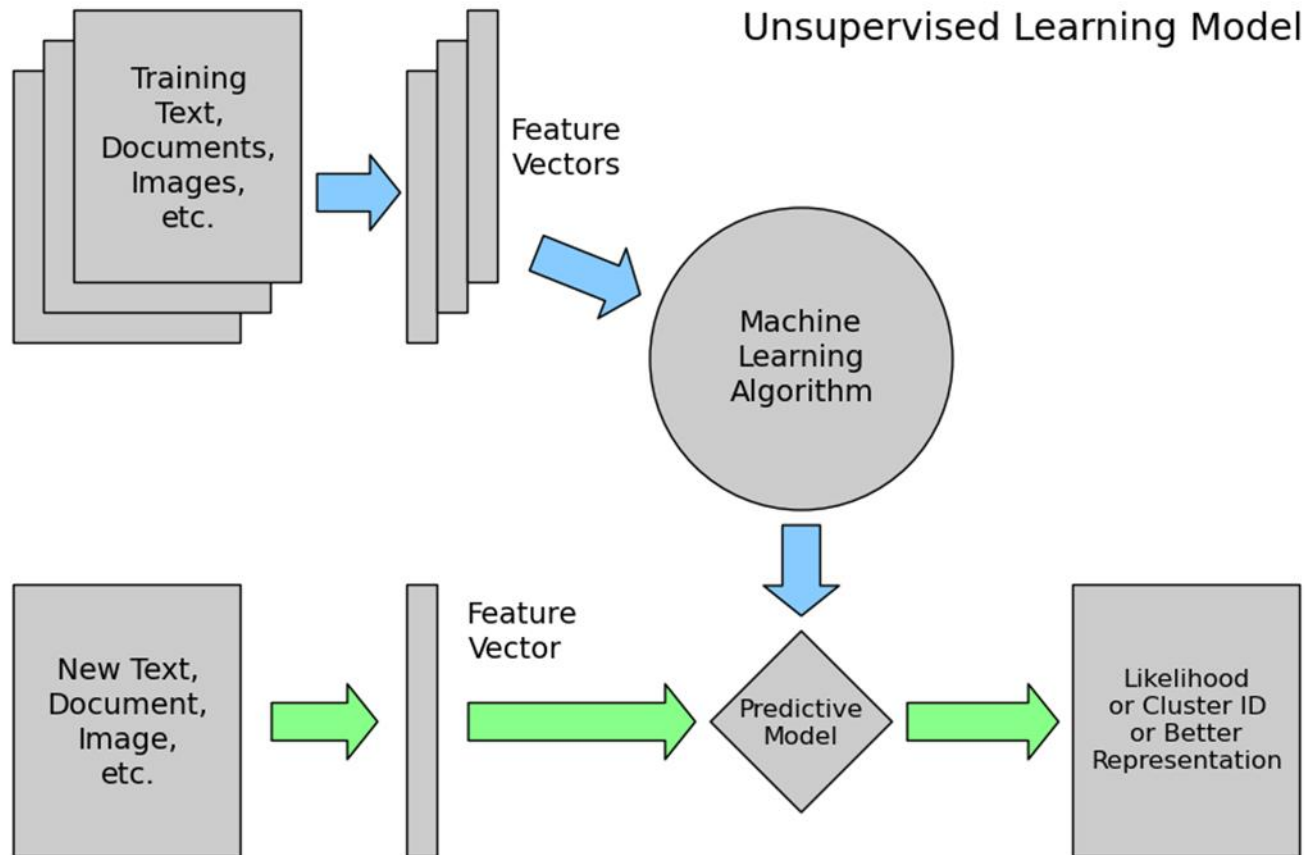 Unsupervised Learning Model
Training
Text,
Documents,
Images,
etc.
Feature
Vectors
Machine
Learning
Algorithm
New Text,
Document,
Image,
etc.
Feature
Vector
Predictive
Model
Likelihood
or Cluster ID
or Better
Representation